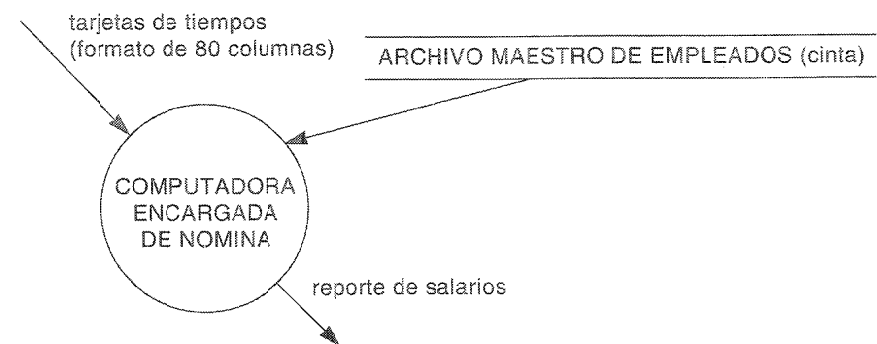 tarjetas de tiempos
(formato de 80 columnas)
ARCHIVO MAESTRO DE EMPLEADOS (cinta)
COMPUTADORA
ENCARGADA
DE NOMINA
reporte de salarios